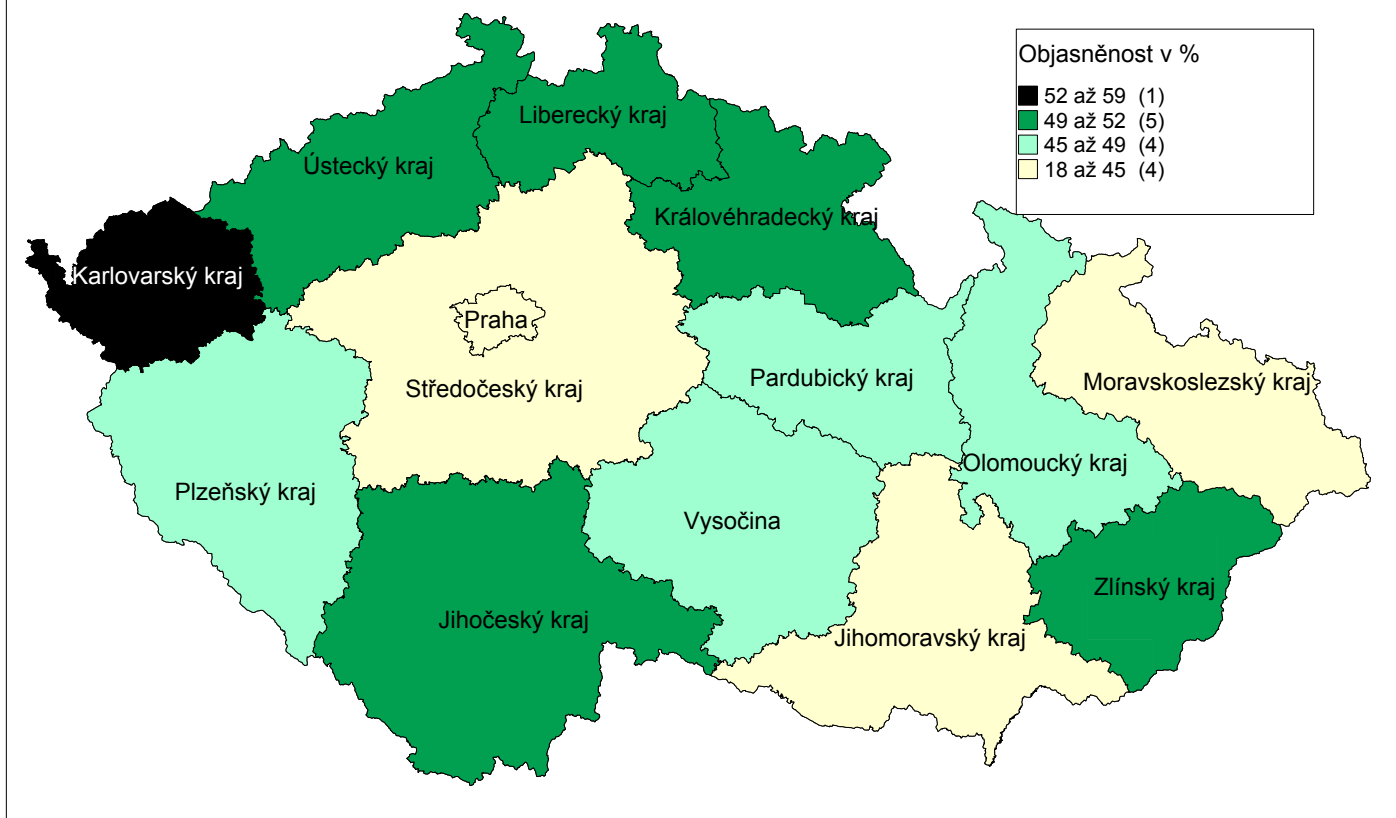 Objasněnost v %
52 až 59 (1)
49 až 52 (5)
45 až 49 (4)
18 až 45 (4)
Liberecký kraj
Ústecký kraj
Královéhradecký kraj
Karlovarský kraj
Praha
Středočeský kraj
Pardubický kraj
Moravskoslezský kraj
Plzeňský kraj
Olomoucký kraj
Vysočina
Zlínský kraj
Jihočeský kraj
Jihomoravský kraj